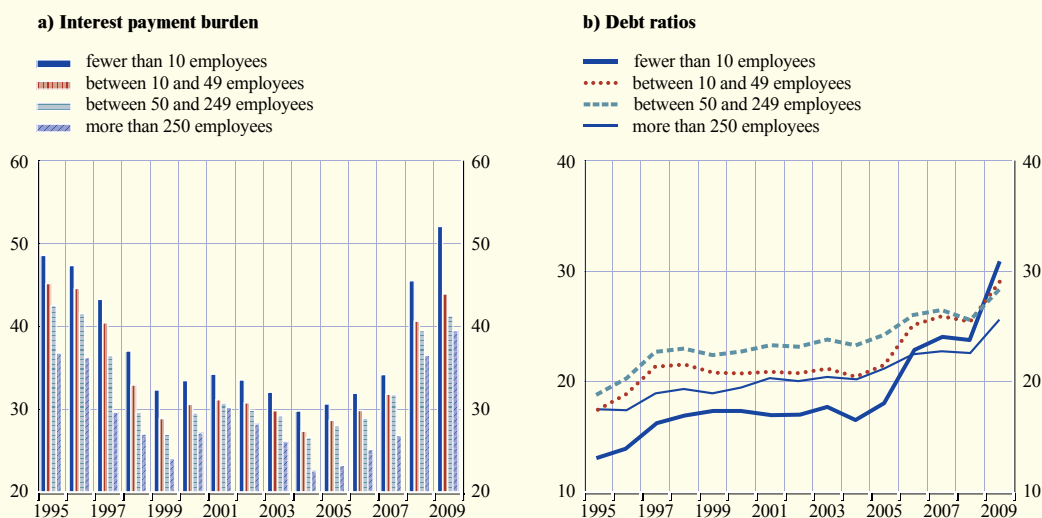 a) Interest payment burden
fewer than 10 employees
between 10 and 49 employees
between 50 and 249 employees
more than 250 employees
60 60
50 50
40 40
30 30
20 20
1995 1997 1999 2001 2003 2005 2007 2009
b) Debt ratios
fewer than 10 employees
between 10 and 49 employees
between 50 and 249 employees
more than 250 employees
40 40
30 30
20 20
10 10
1995 1997 1999 2001 2003 2005 2007 2009